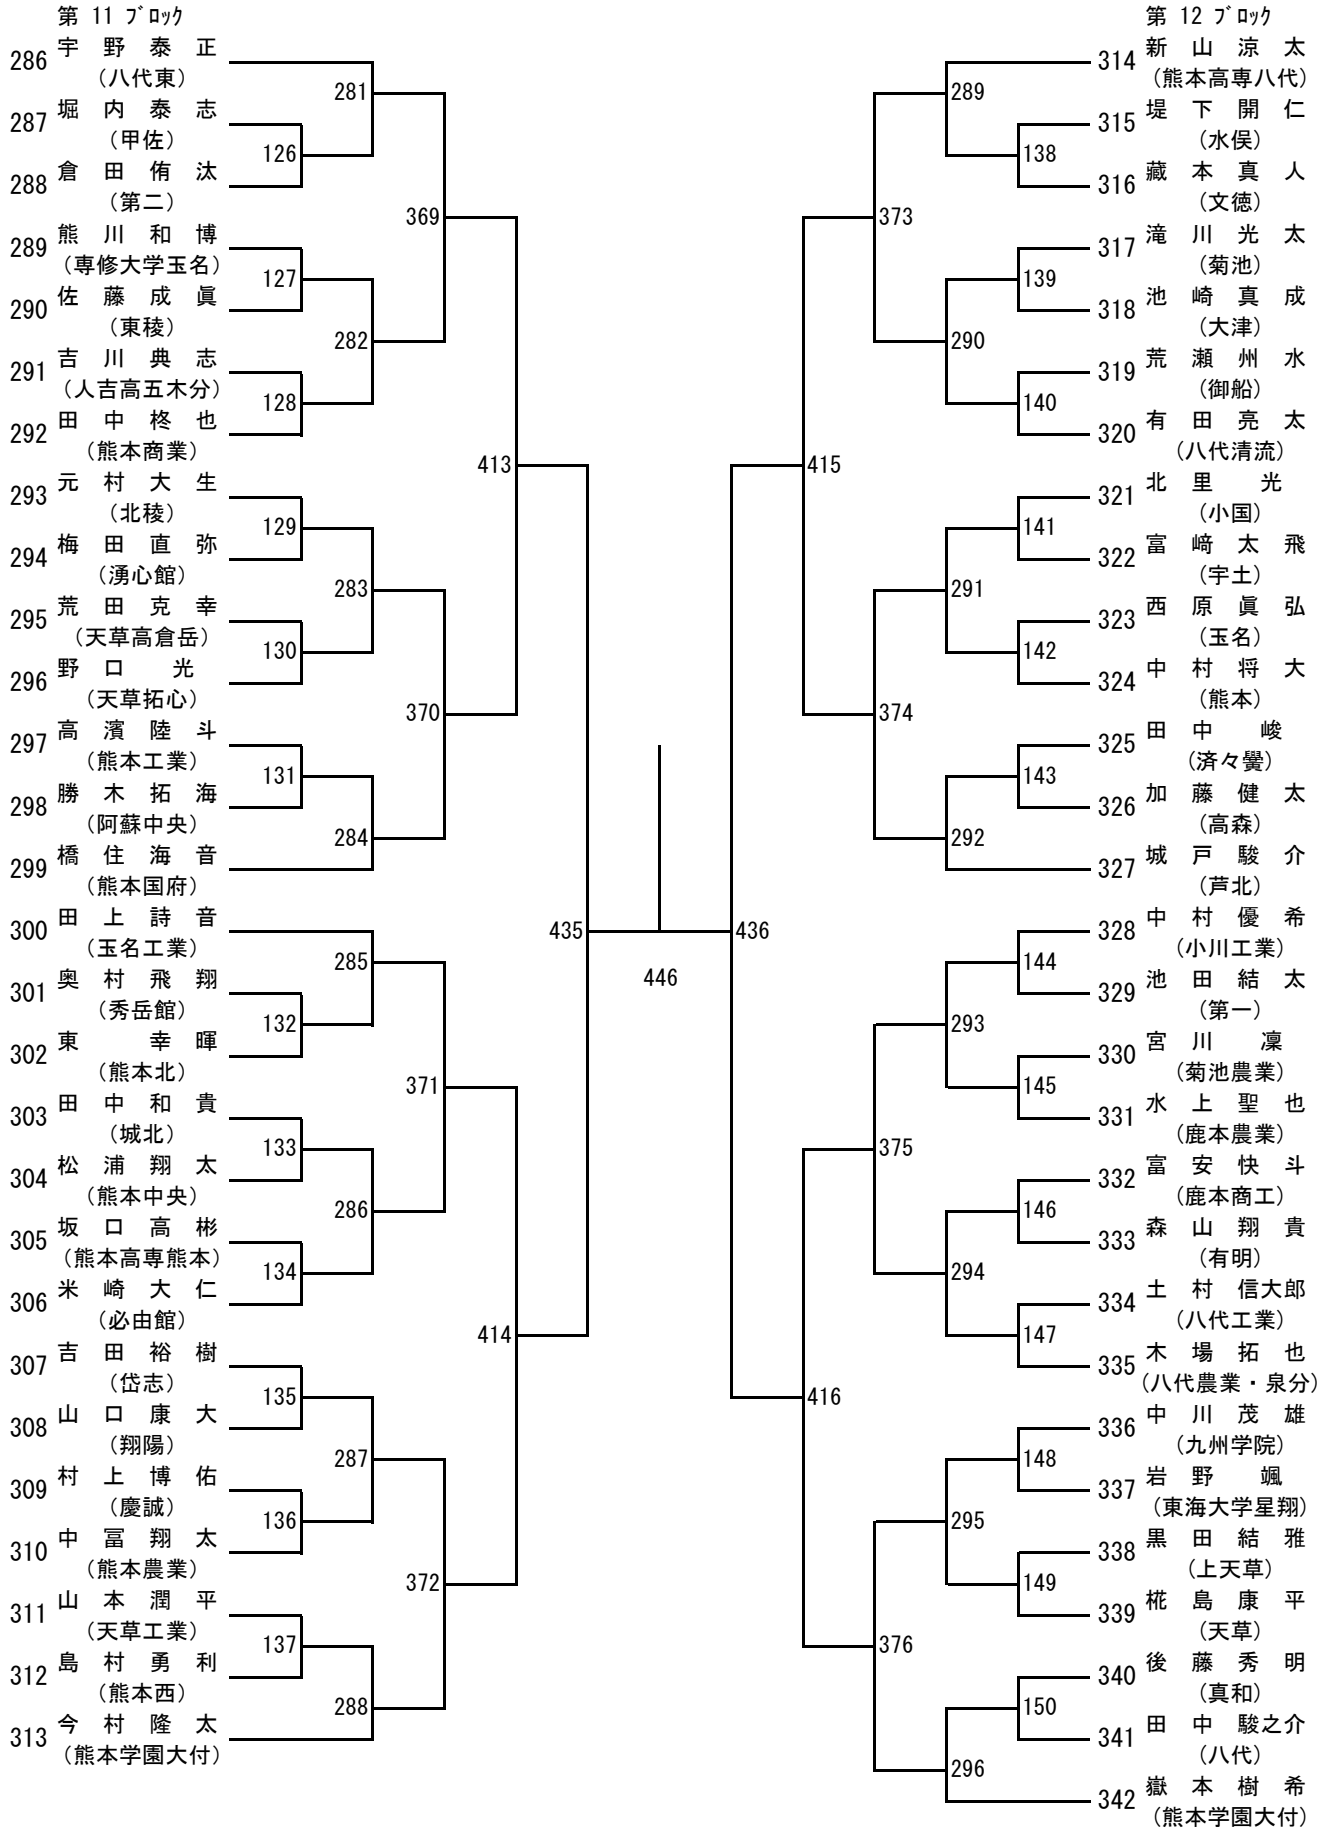 第 11 ブロック
286 宇 野 泰 正
(八代東)
287 堀 内 泰 志
(甲佐)
288 倉 田 侑 汰
(第二)
289 熊 川 和 博
(専修大学玉名)
290 佐 藤 成 眞
(東稜)
291 吉 川 典 志
(人吉高五木分)
292 田 中 柊 也
(熊本商業)
293 元 村 大 生
(北稜)
294 梅 田 直 弥
(湧心館)
295 荒 田 克 幸
(天草高倉岳)
296 野 口 光
(天草拓心)
297 高 濱 陸 斗
(熊本工業)
298 勝 木 拓 海
(阿蘇中央)
299 橋 住 海 音
(熊本国府)
300 田 上 詩 音
(玉名工業)
301 奥 村 飛 翔
(秀岳館)
302 東 幸 暉
(熊本北)
303 田 中 和 貴
(城北)
304 松 浦 翔 太
(熊本中央)
305 坂 口 高 彬
(熊本高専熊本)
306 米 崎 大 仁
(必由館)
307 吉 田 裕 樹
(岱志)
308 山 口 康 大
(翔陽)
309 村 上 博 佑
(慶誠)
310 中 冨 翔 太
(熊本農業)
311 山 本 潤 平
(天草工業)
312 島 村 勇 利
(熊本西)
313 今 村 隆 太
(熊本学園大付)
126
127
128
129
130
131
132
133
134
135
136
137
281
282
283
284
285
286
287
288
369
370
371
372
413
414
435
446
436
415
416
373
374
375
376
289
290
291
292
293
294
295
296
138
139
140
141
142
143
144
145
146
147
148
149
150
第 12 ブロック
314 新 山 涼 太
(熊本高専八代)
315 堤 下 開 仁
(水俣)
316 藏 本 真 人
(文徳)
317 滝 川 光 太
(菊池)
318 池 崎 真 成
(大津)
319 荒 瀬 州 水
(御船)
320 有 田 亮 太
(八代清流)
321 北 里 光
(小国)
322 富 﨑 太 飛
(宇土)
323 西 原 眞 弘
(玉名)
324 中 村 将 大
(熊本)
325 田 中 峻
(済々黌)
326 加 藤 健 太
(高森)
327 城 戸 駿 介
(芦北)
328 中 村 優 希
(小川工業)
329 池 田 結 太
(第一)
330 宮 川 凜
(菊池農業)
331 水 上 聖 也
(鹿本農業)
332 富 安 快 斗
(鹿本商工)
333 森 山 翔 貴
(有明)
334 土 村 信大郎
(八代工業)
335 木 場 拓 也
(八代農業・泉分)
336 中 川 茂 雄
(九州学院)
337 岩 野 颯
(東海大学星翔)
338 黒 田 結 雅
(上天草)
339 椛 島 康 平
(天草)
340 後 藤 秀 明
(真和)
341 田 中 駿之介
(八代)
342 嶽 本 樹 希
(熊本学園大付)